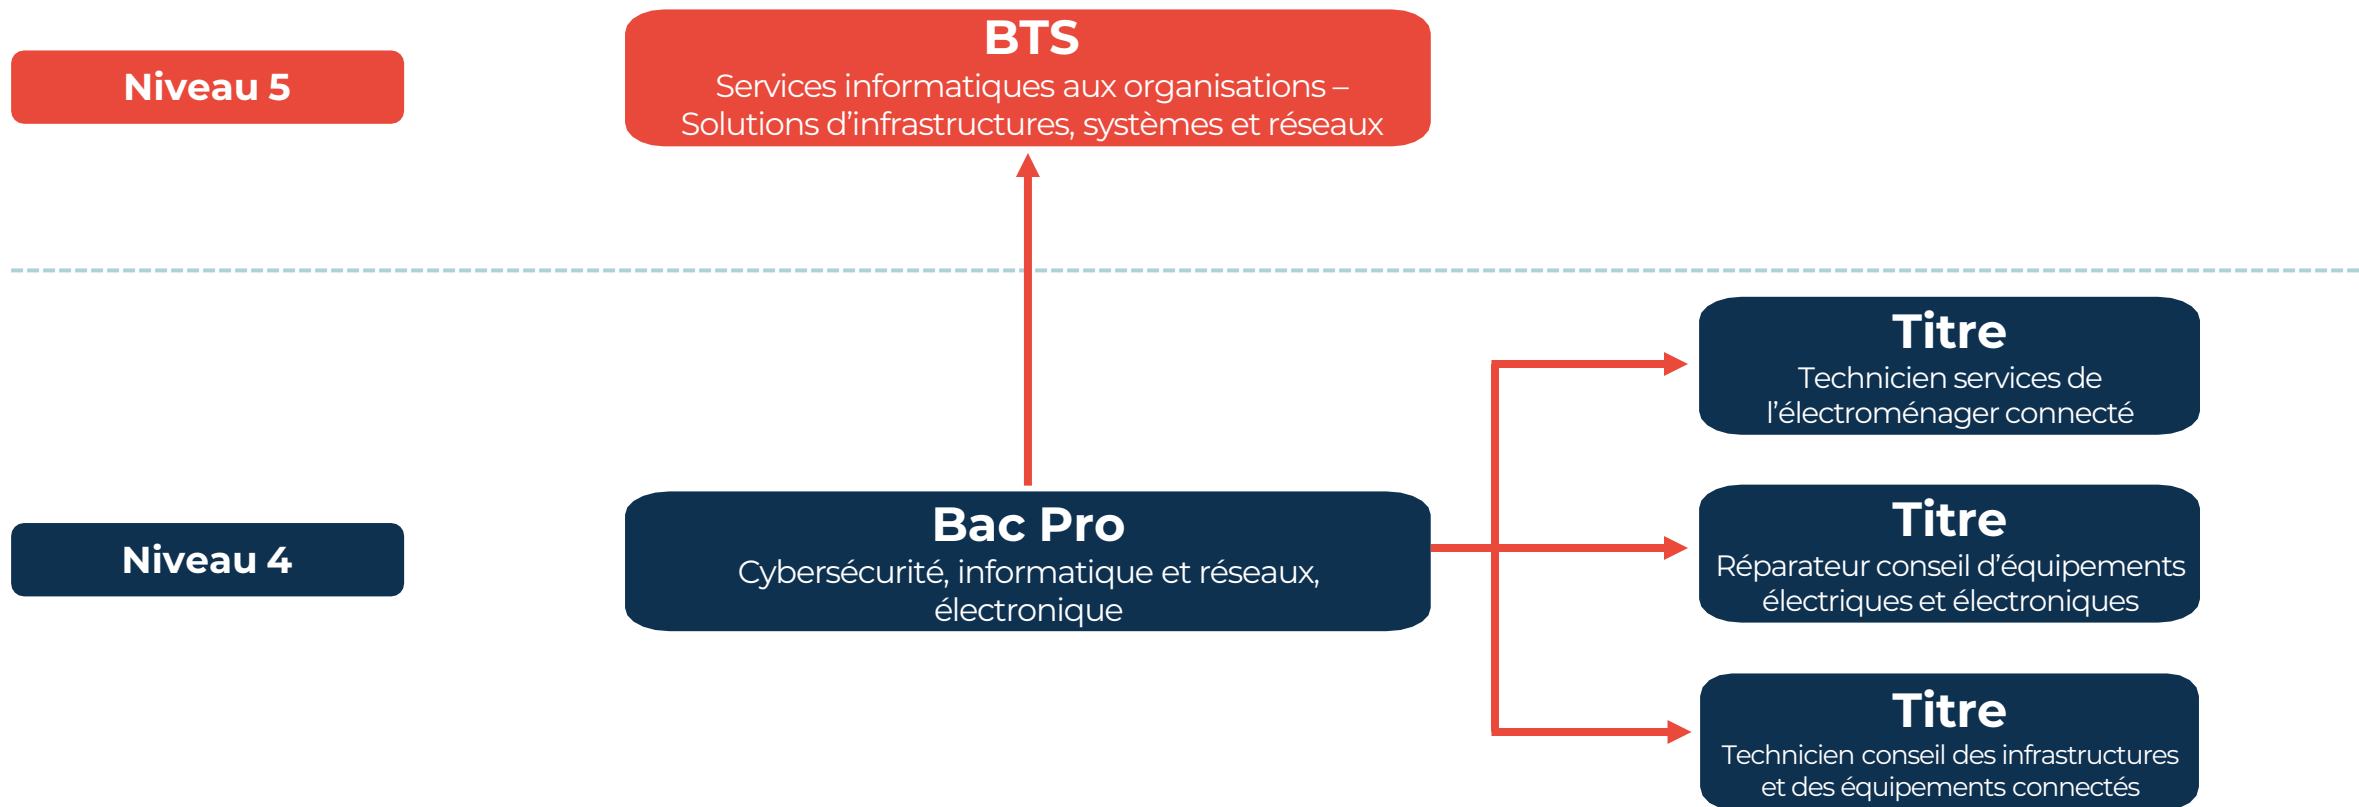 Niveau 5
BTS
Services informatiques aux organisations –
Solutions d’infrastructures, systèmes et réseaux
Titre
Technicien services de
l’électroménager connecté
Niveau 4
Bac Pro
Cybersécurité, informatique et réseaux,
électronique
Titre
Réparateur conseil d’équipements
électriques et électroniques
Titre
Technicien conseil des infrastructures
et des équipements connectés